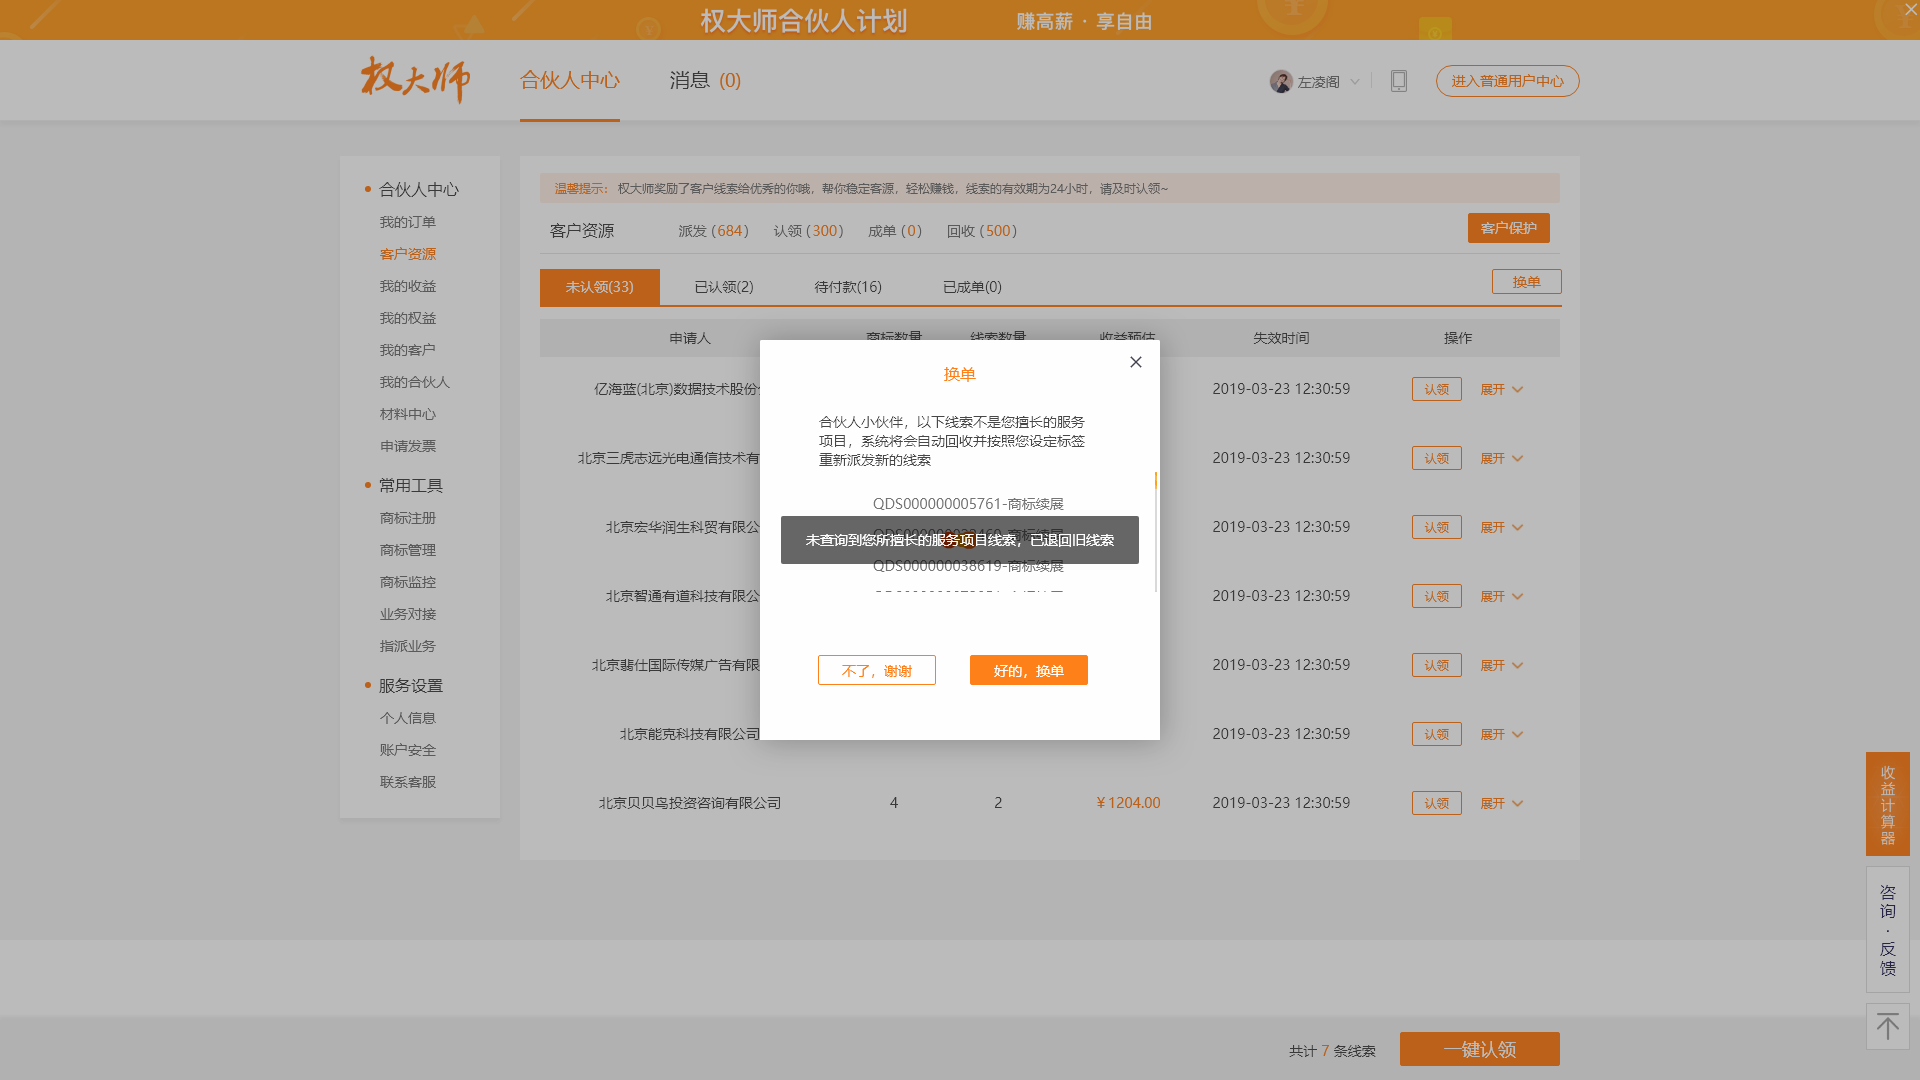 权大师合伙人计划
赚高薪 · 享自由
权大师
合伙人中心
消息 (0)
左凌阁
进入普通用户中心
合伙人中心
我的订单
客户资源
我的收益
我的权益
我的客户
我的合伙人
材料中心
申请发票
常用工具
商标注册
商标管理
商标监控
业务对接
指派业务
服务设置
个人信息
账户安全
联系客服
温馨提示: 权大师奖励了客户线索给优秀的你哦，帮你稳定客源，轻松赚钱，线索的有效期为24小时，请及时认领~
客户资源 派发 (684) 认领 (300) 成单 (0) 回收 (500)
客户保护
未认领(33) 已认领(2) 待付款(16) 已成单(0)
换单
申请人 商标数量 线索数量 收益预估 失效时间 操作
亿海蓝(北京)数据技术股份 2019-03-23 12:30:59 认领 展开
北京三虎志远光电通信技术有 2019-03-23 12:30:59 认领 展开
北京宏华润生科贸有限公 2019-03-23 12:30:59 认领 展开
北京智通有道科技有限公 2019-03-23 12:30:59 认领 展开
北京翡仕国际传媒广告有限 2019-03-23 12:30:59 认领 展开
北京能克科技有限公司 2019-03-23 12:30:59 认领 展开
北京贝贝鸟投资咨询有限公司 4 2 ¥1204.00 2019-03-23 12:30:59 认领 展开
换单
合伙人小伙伴，以下线索不是您擅长的服务
项目，系统将会自动回收并按照您设定标签
重新派发新的线索
QDS000000005761-商标续展
未查询到您所擅长的服务项目线索，已退回旧线索
QDS000000038619-商标续展
不了，谢谢
好的，换单
收益计算器
咨询·反馈
共计 7 条线索
一键认领